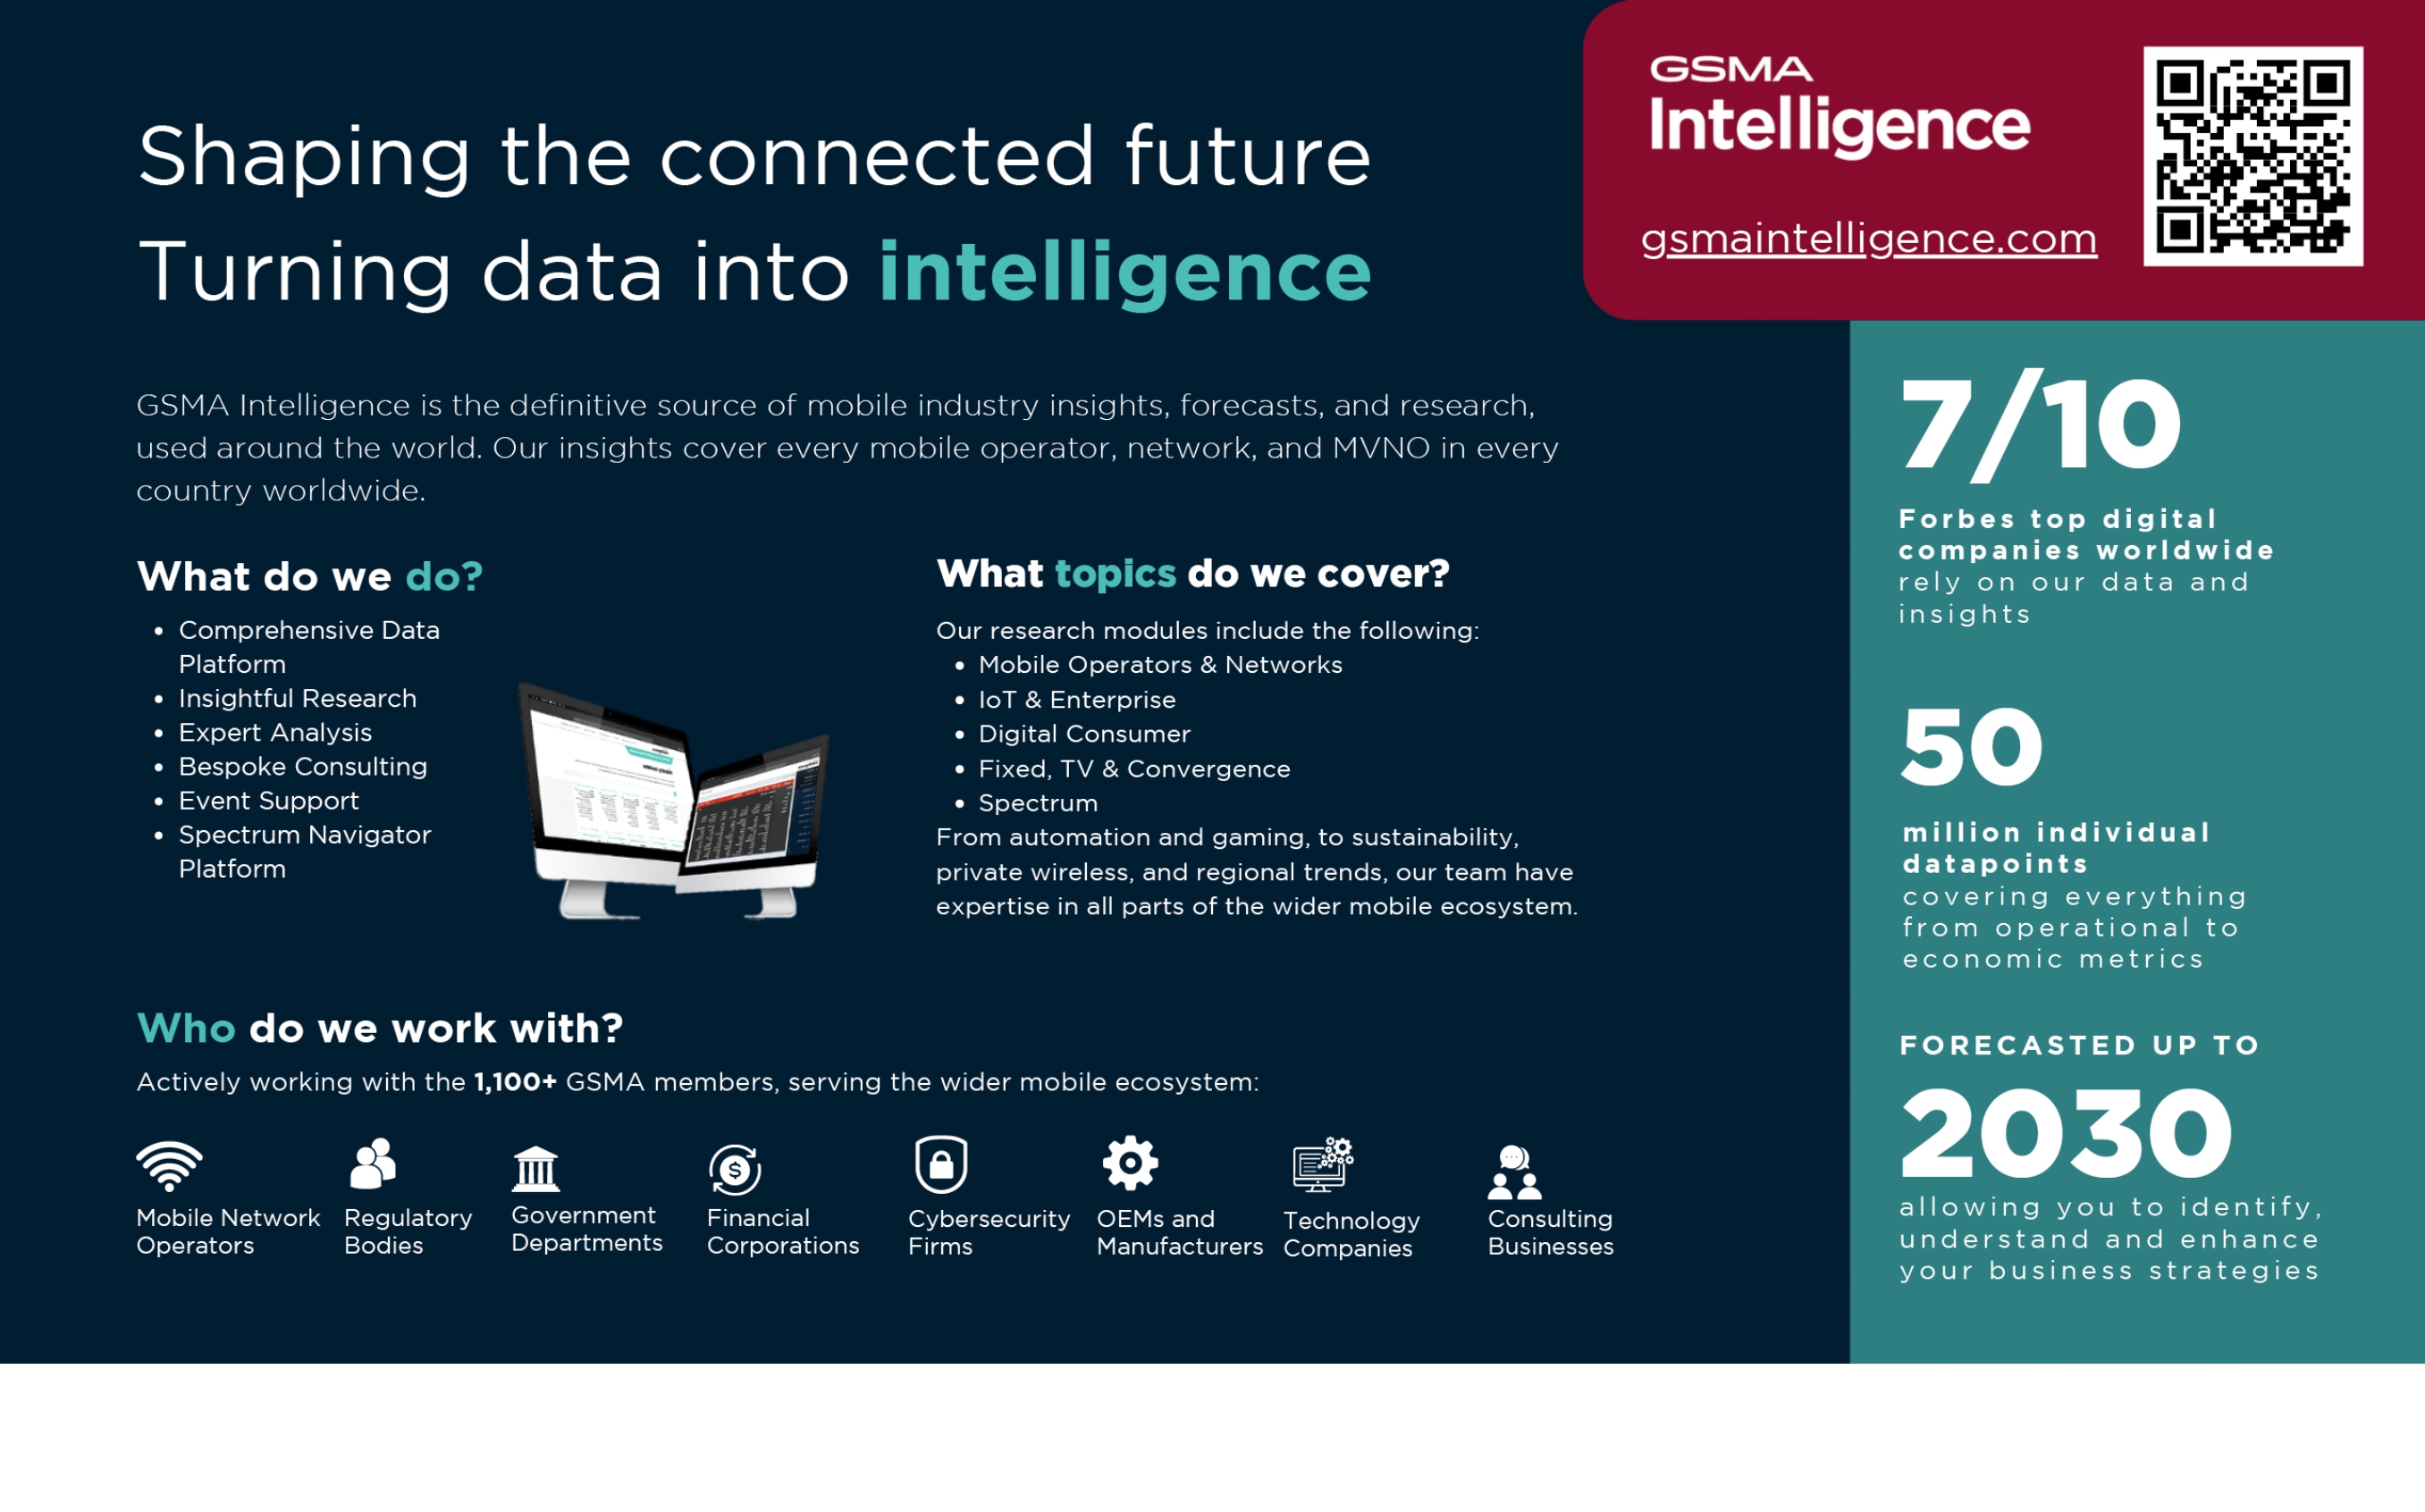 Shaping the connected future
Turning data into intelligence
GSMA
Intelligence
gsmaintelligence.com
GSMA Intelligence is the definitive source of mobile industry insights, forecasts, and research,
used around the world. Our insights cover every mobile operator, network, and MVNO in every
country worldwide.
What do we do?
• Comprehensive Data
Platform
• Insightful Research
• Expert Analysis
• Bespoke Consulting
• Event Support
• Spectrum Navigator
Platform
What topics do we cover?
Our research modules include the following:
• Mobile Operators & Networks
• IoT & Enterprise
• Digital Consumer
• Fixed, TV & Convergence
• Spectrum
From automation and gaming, to sustainability,
private wireless, and regional trends, our team have
expertise in all parts of the wider mobile ecosystem.
Who do we work with?
Actively working with the 1,100+ GSMA members, serving the wider mobile ecosystem:
Mobile Network
Operators
Regulatory
Bodies
Government
Departments
Financial
Corporations
Cybersecurity
Firms
OEMs and
Manufacturers
Technology
Companies
Consulting
Businesses
7/10
Forbes top digital
companies worldwide
rely on our data and
insights
50
million individual
datapoints
covering everything
from operational to
economic metrics
FORECASTED UP TO
2030
allowing you to identify,
understand and enhance
your business strategies